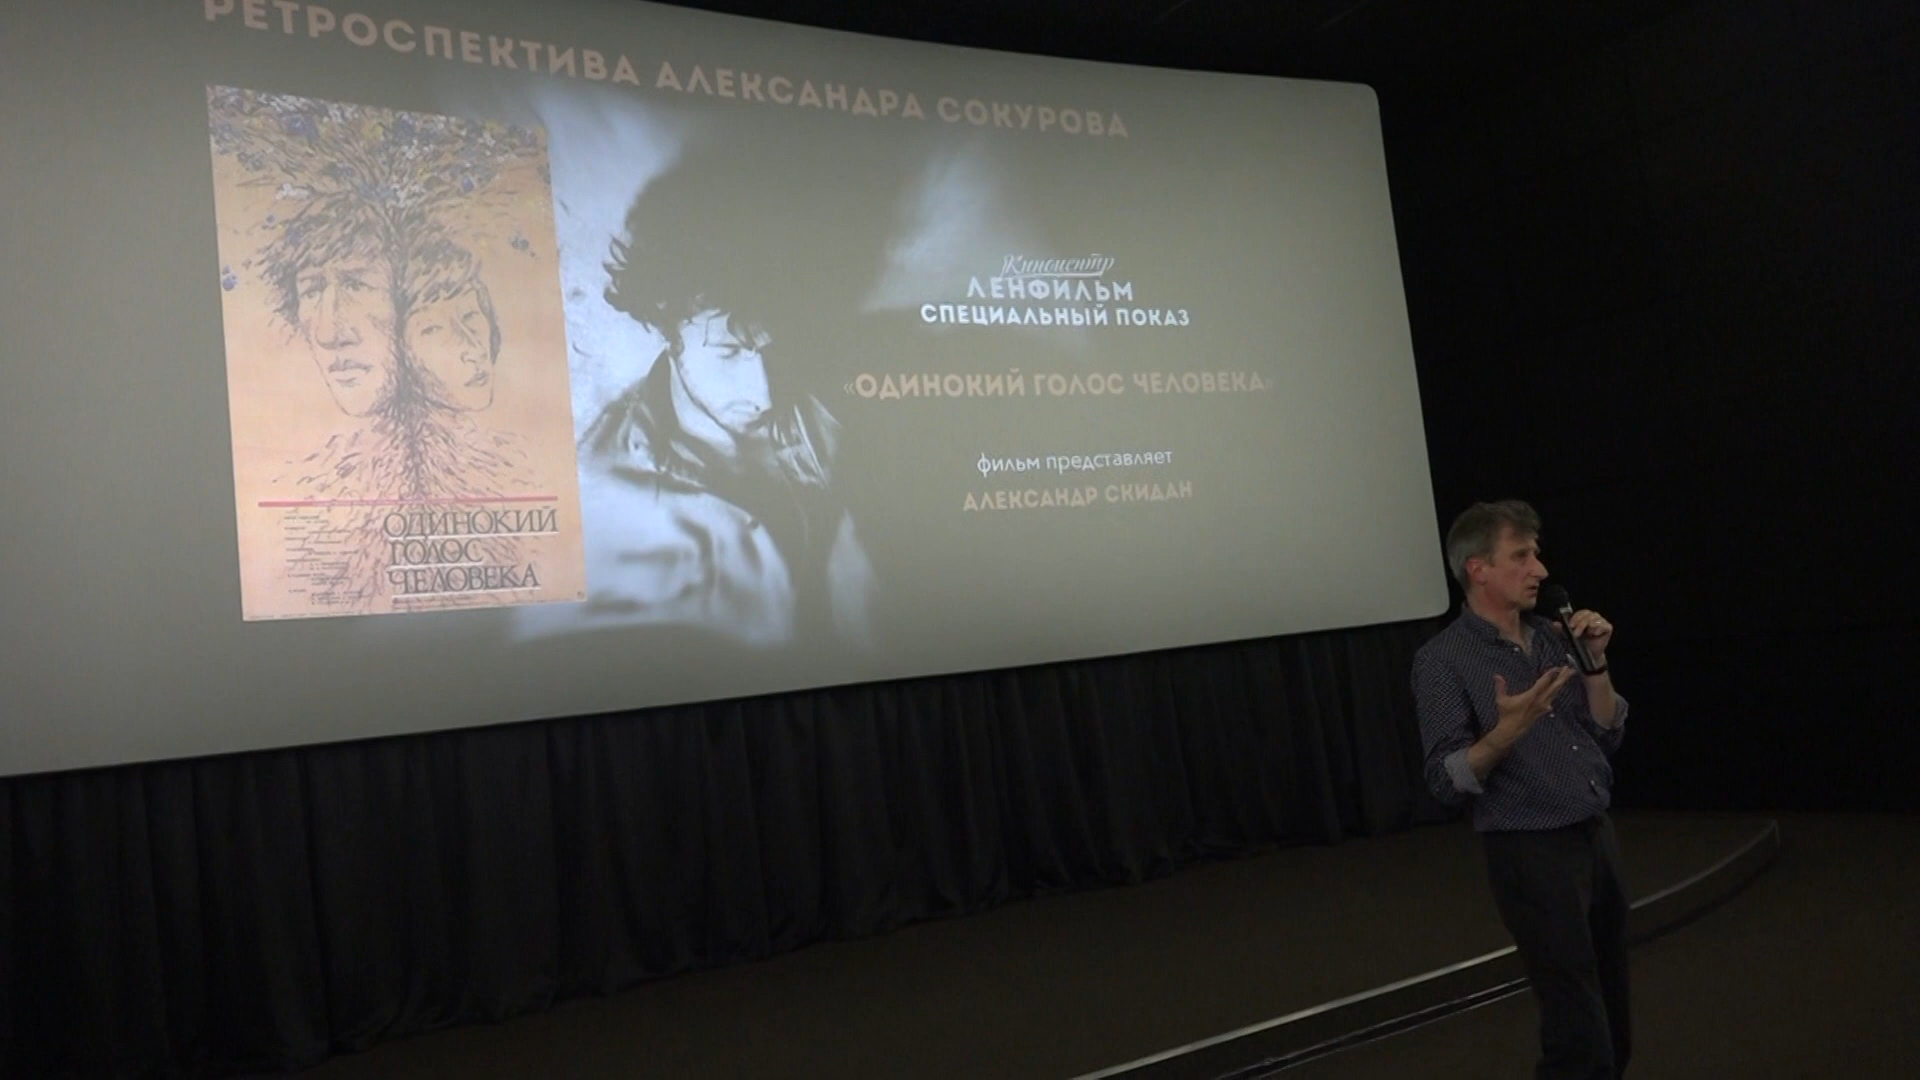 РЕТРОСПЕКТИВА АЛЕКСАНДРА СОКУРОВА
Киноцентр
ЛЕНФИЛЬМ
СПЕЦИАЛЬНЫЙ ПОКАЗ
«ОДИНОКИЙ ГОЛОС ЧЕЛОВЕКА»
фильм представляет
АЛЕКСАНДР СКИДАН
ОДИНОКИЙ
ГОЛОС
ЧЕЛОВЕКА